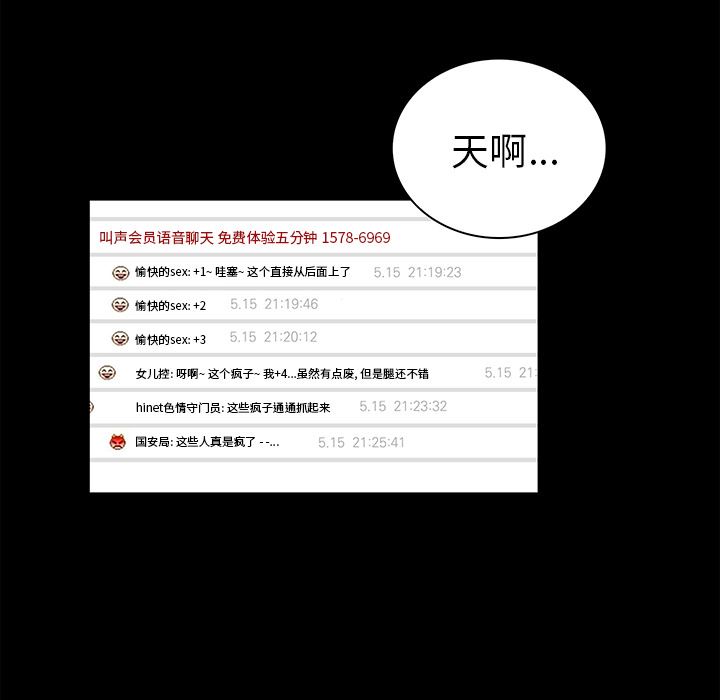 天啊...
叫声会员语音聊天 免费体验五分钟 1578-6969
愉快的sex: +1~ 哇塞~ 这个直接从后面上了 5.15 21:19:23
愉快的sex: +2 5.15 21:19:46
愉快的sex: +3 5.15 21:20:12
女儿控: 呀啊~ 这个疯子~ 我+4...虽然有点废, 但是腿还不错 5.15 21:
hinet色情守门员: 这些疯子通通抓起来 5.15 21:23:32
国安局: 这些人真是疯了 - -... 5.15 21:25:41